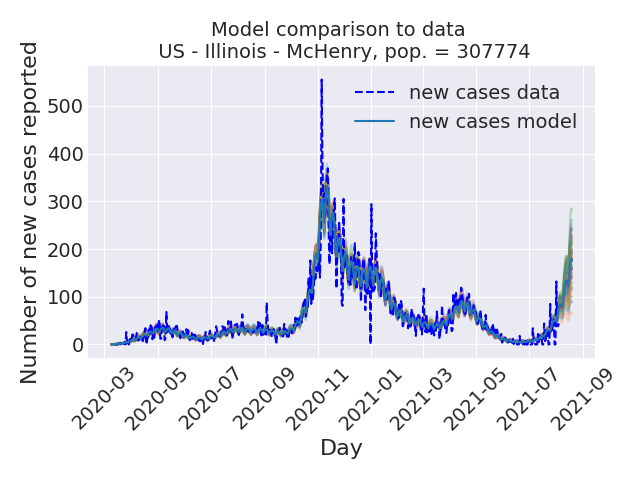 Model comparison to data
US - Illinois - McHenry, pop. = 307774
Number of new cases reported
500
400
300
200
100
0
new cases data
new cases model
2020-03
2020-05
2020-07
2020-09
2020-11
2021-01
2021-03
2021-05
2021-07
2021-09
Day